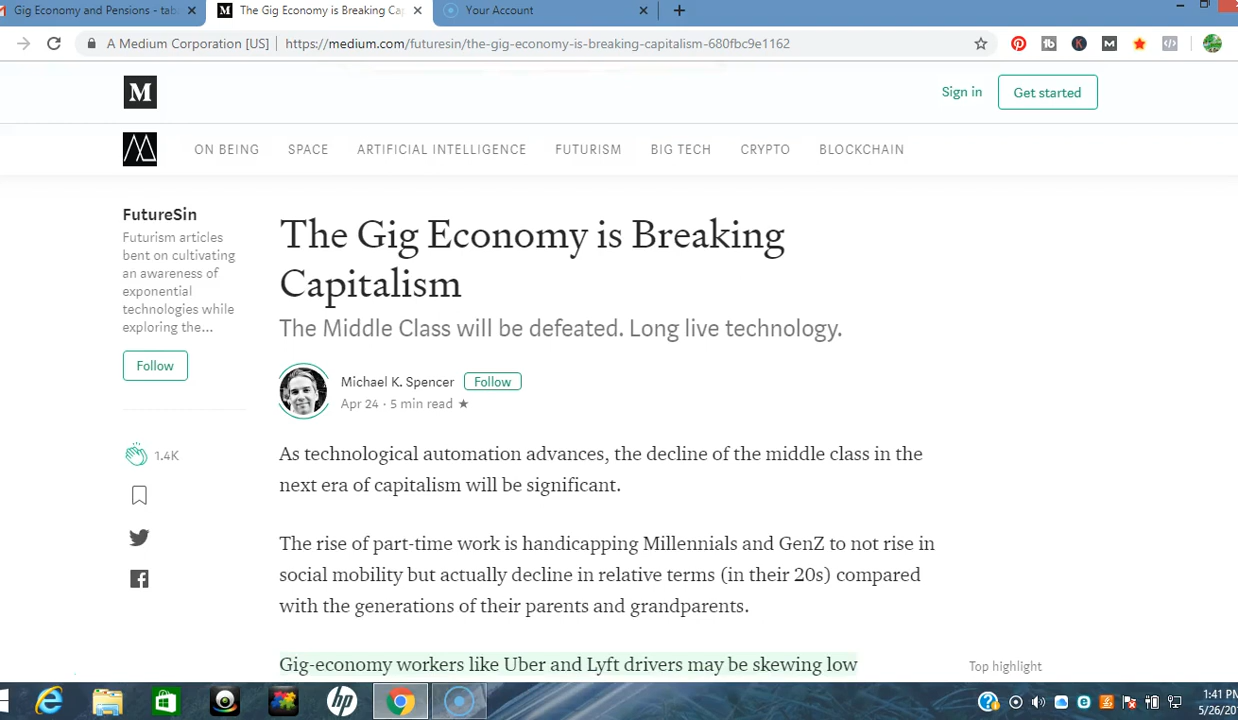 Gig Economy and Pensions - tab
The Gig Economy is Breaking Ca
Your Account
A Medium Corporation [US]
https://medium.com/futuresin/the-gig-economy-is-breaking-capitalism-680fbc9e1162
M
Sign in
Get started
ON BEING SPACE ARTIFICIAL INTELLIGENCE FUTURISM BIG TECH CRYPTO BLOCKCHAIN
FutureSin
Futurism articles
bent on cultivating
an awareness of
exponential
technologies while
exploring the...
Follow
1.4K
The Gig Economy is Breaking
Capitalism
The Middle Class will be defeated. Long live technology.
Michael K. Spencer Follow
Apr 24 · 5 min read ★
As technological automation advances, the decline of the middle class in the
next era of capitalism will be significant.
The rise of part-time work is handicapping Millennials and GenZ to not rise in
social mobility but actually decline in relative terms (in their 20s) compared
with the generations of their parents and grandparents.
Gig-economy workers like Uber and Lyft drivers may be skewing low
Top highlight
hp
1:41 PM
5/26/20